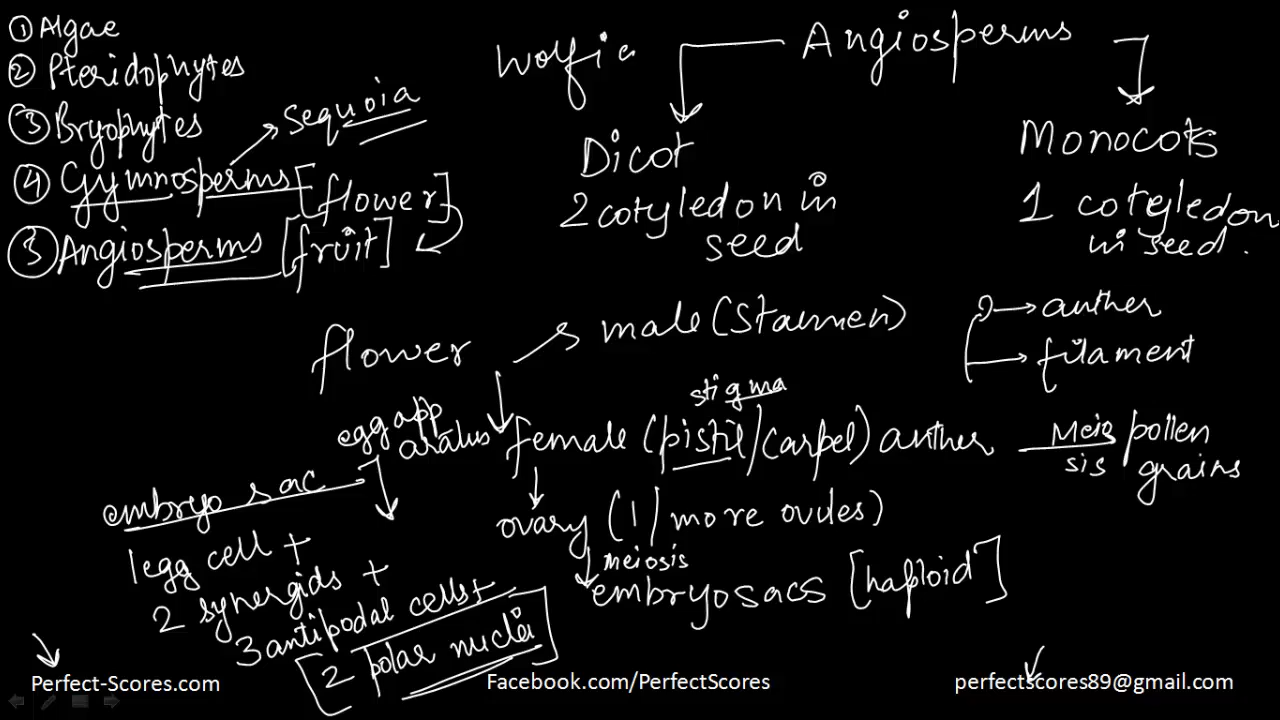 ① Algae
② Pteridophytes
③ Bryophytes
④ Gymnosperms [flower]
Sequoia
⑤ Angiosperms [fruit]
Wolfia
Angiosperms
Dicot
2 cotyledon in
seed
Monocots
1 cotyledon
in seed.
flower
male (Stamen)
anther
filament
stigma
female (pistil/carpel)
anther Meio
sis
pollen
grains
ovary (1/more ovules)
meiosis
embryosacs [haploid]
egg app
aratus
embryo sac
1 egg cell +
2 synergids +
3 antipodal cells +
[2 polar nuclei]
Perfect-Scores.com
Facebook.com/PerfectScores
perfectscores89@gmail.com